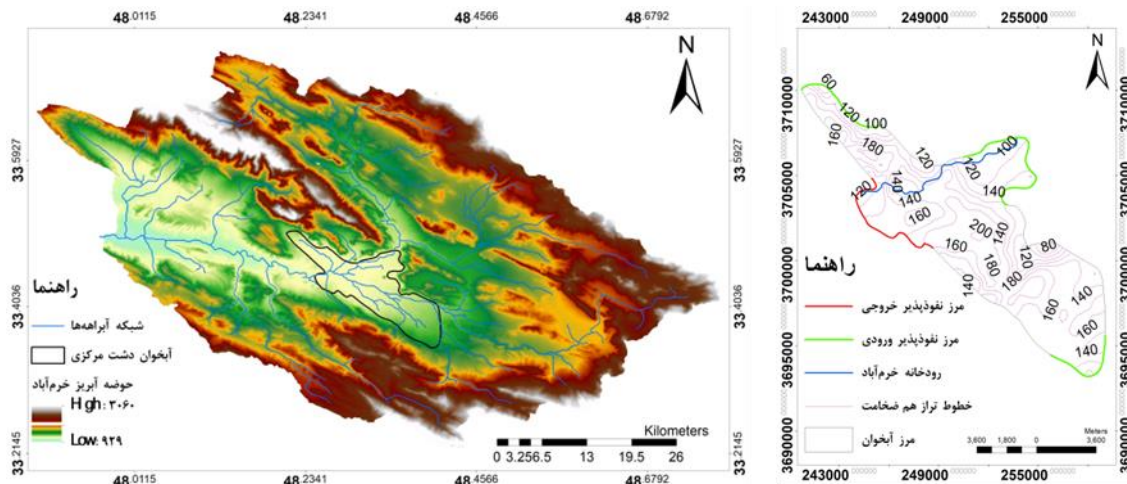 48.0115 48.2341 48.4566 48.6792
33.5927
33.4036
33.2145
N
راهنما
شبکه آبراهه‌ها
آبخوان دشت مرکزی
حوضه آبریز خرم‌آباد
High : ۳۰۶۰
Low : ۹۲۹
Kilometers
0 3.25 6.5 13 19.5 26
33.5927
33.4036
33.2145
48.0115 48.2341 48.4566 48.6792
243000 249000 255000
3710000
3705000
3700000
3695000
3690000
N
60
120
100
160
180
120
120
100
140
140
120
140
160
200
140
160
180
180
120
80
140
160
160
140
راهنما
مرز نفوذپذیر خروجی
مرز نفوذپذیر ورودی
رودخانه خرم‌آباد
خطوط تراز هم ضخامت
مرز آبخوان
Meters
3,600 1,800 0 3,600
3710000
3705000
3700000
3695000
3690000
243000 249000 255000